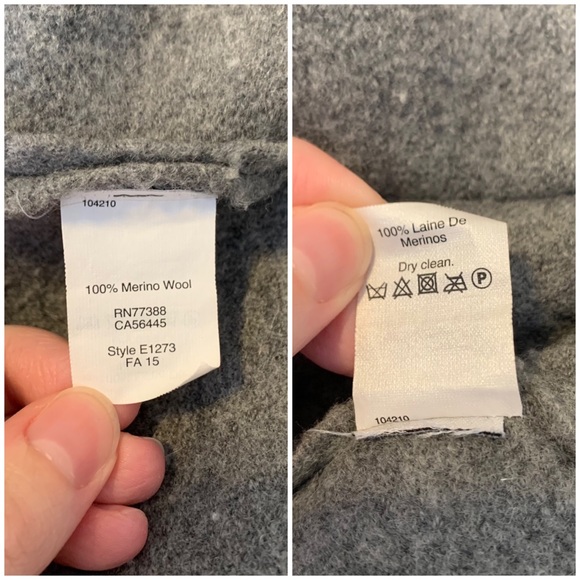 104210
100% Merino Wool
RN77388
CA56445
Style E1273
FA 15
100% Laine De
Merinos
Dry clean.
P
104210